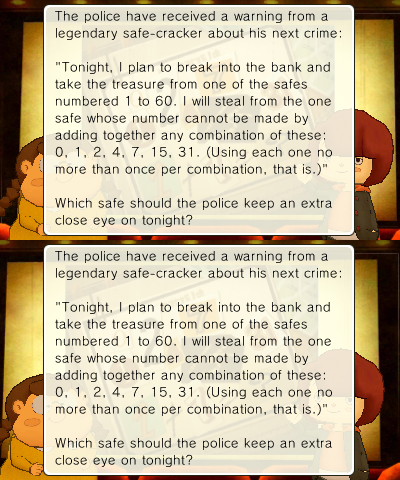 The police have received a warning from a
legendary safe-cracker about his next crime:
"Tonight, I plan to break into the bank and
take the treasure from one of the safes
numbered 1 to 60. I will steal from the one
safe whose number cannot be made by
adding together any combination of these:
0, 1, 2, 4, 7, 15, 31. (Using each one no
more than once per combination, that is.)"
Which safe should the police keep an extra
close eye on tonight?
The police have received a warning from a
legendary safe-cracker about his next crime:
"Tonight, I plan to break into the bank and
take the treasure from one of the safes
numbered 1 to 60. I will steal from the one
safe whose number cannot be made by
adding together any combination of these:
0, 1, 2, 4, 7, 15, 31. (Using each one no
more than once per combination, that is.)"
Which safe should the police keep an extra
close eye on tonight?